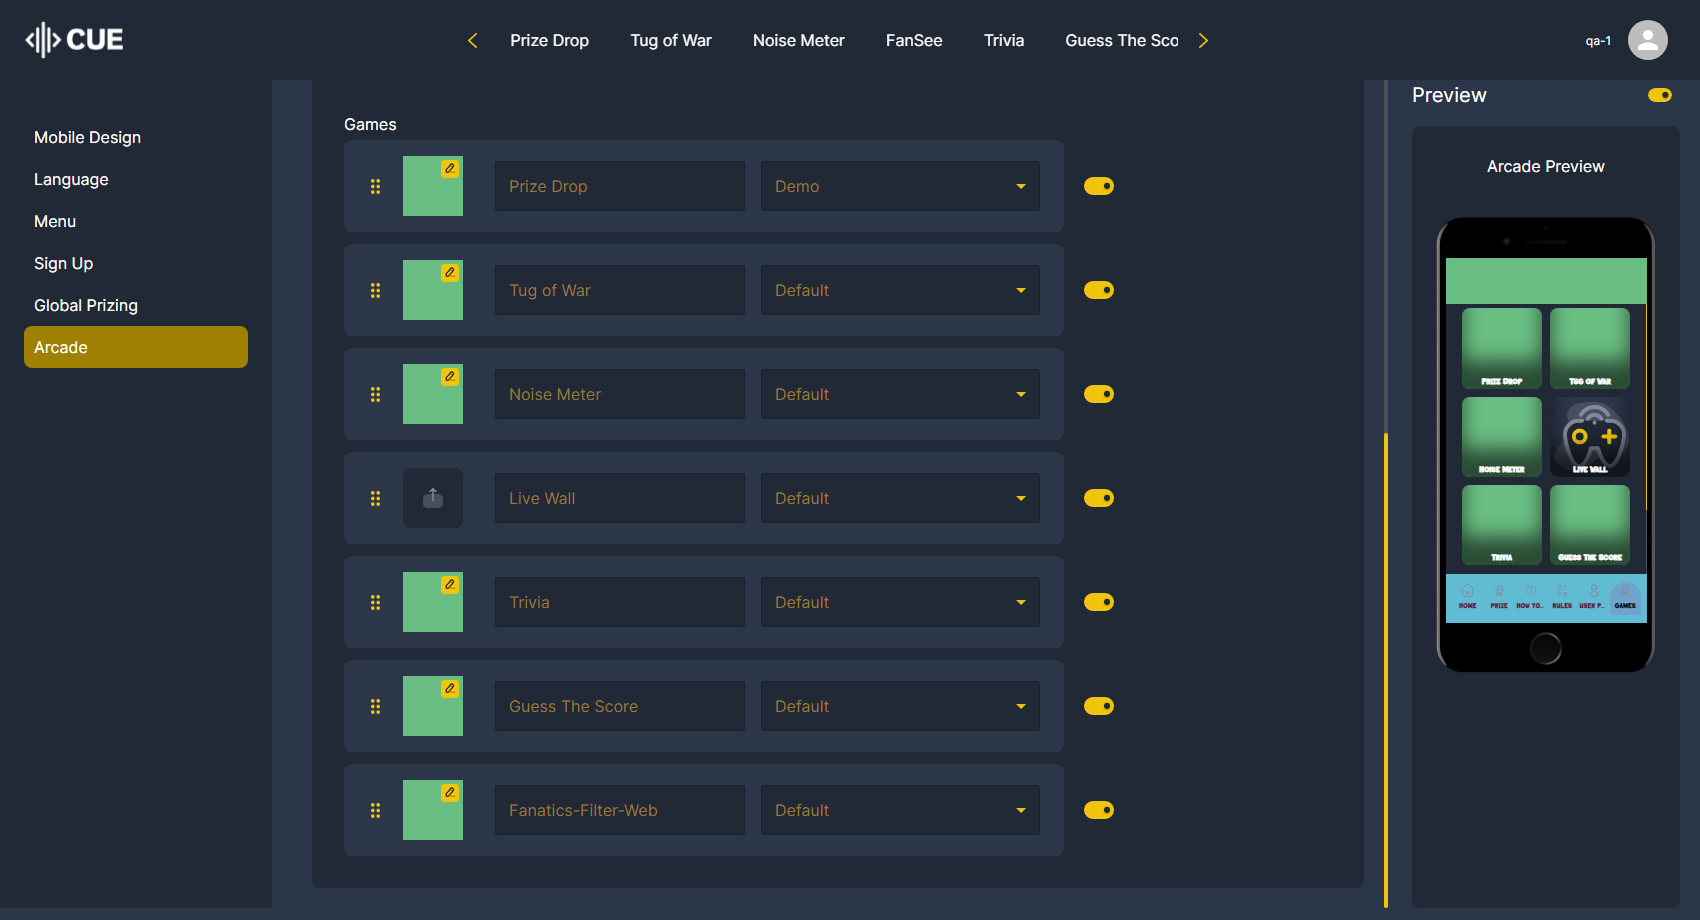 CUE
Prize Drop
Tug of War
Noise Meter
FanSee
Trivia
Guess The Sco
qa-1
Mobile Design
Language
Menu
Sign Up
Global Prizing
Arcade
Games
Prize Drop
Demo
Tug of War
Default
Noise Meter
Default
Live Wall
Default
Trivia
Default
Guess The Score
Default
Fanatics-Filter-Web
Default
Preview
Arcade Preview
Prize Drop
Tug of War
Noise Meter
Live Wall
Trivia
Guess The Score
HOME
PRIZE
HOW TO..
RULES
USER P..
GAMES